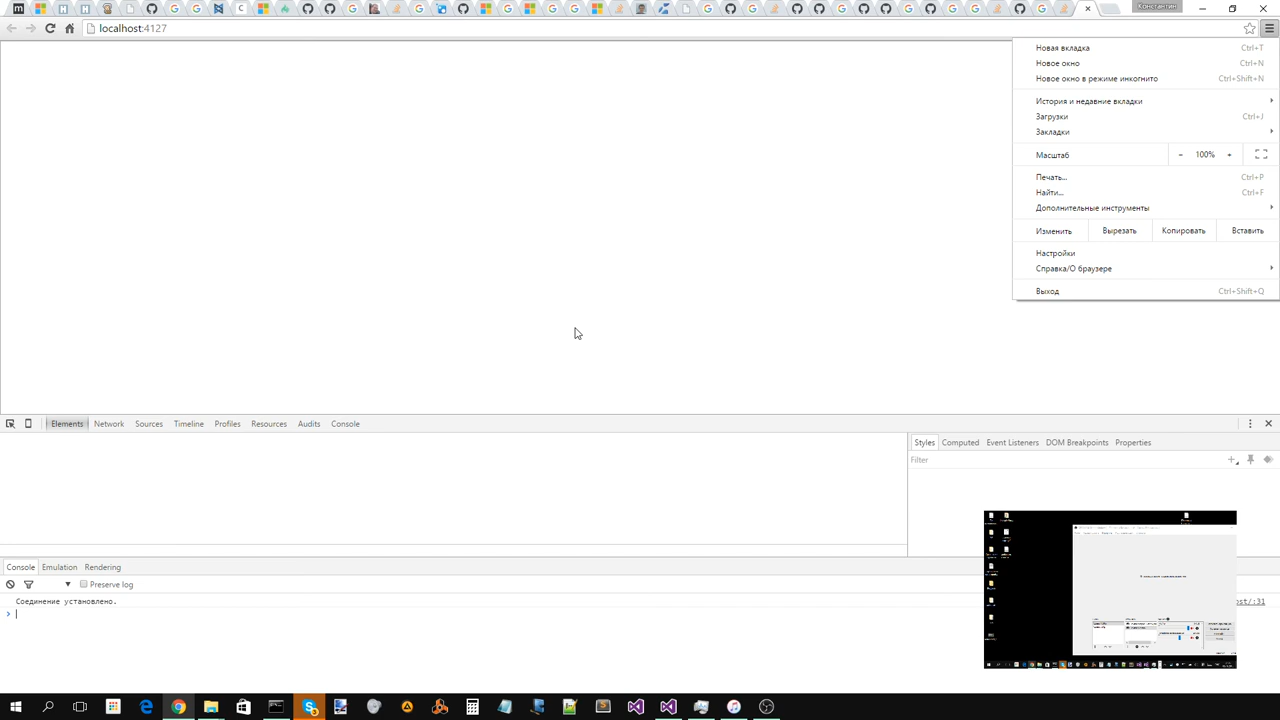 Константин
localhost:4127
Новая вкладка Ctrl+T
Новое окно Ctrl+N
Новое окно в режиме инкогнито Ctrl+Shift+N
История и недавние вкладки
Загрузки Ctrl+J
Закладки
Масштаб - 100% +
Печать... Ctrl+P
Найти... Ctrl+F
Дополнительные инструменты
Изменить Вырезать Копировать Вставить
Настройки
Справка/О браузере
Выход Ctrl+Shift+Q
Elements Network Sources Timeline Profiles Resources Audits Console
Styles Computed Event Listeners DOM Breakpoints Properties
Filter
Console Emulation Rendering
Preserve log
Соединение установлено. ost/:31